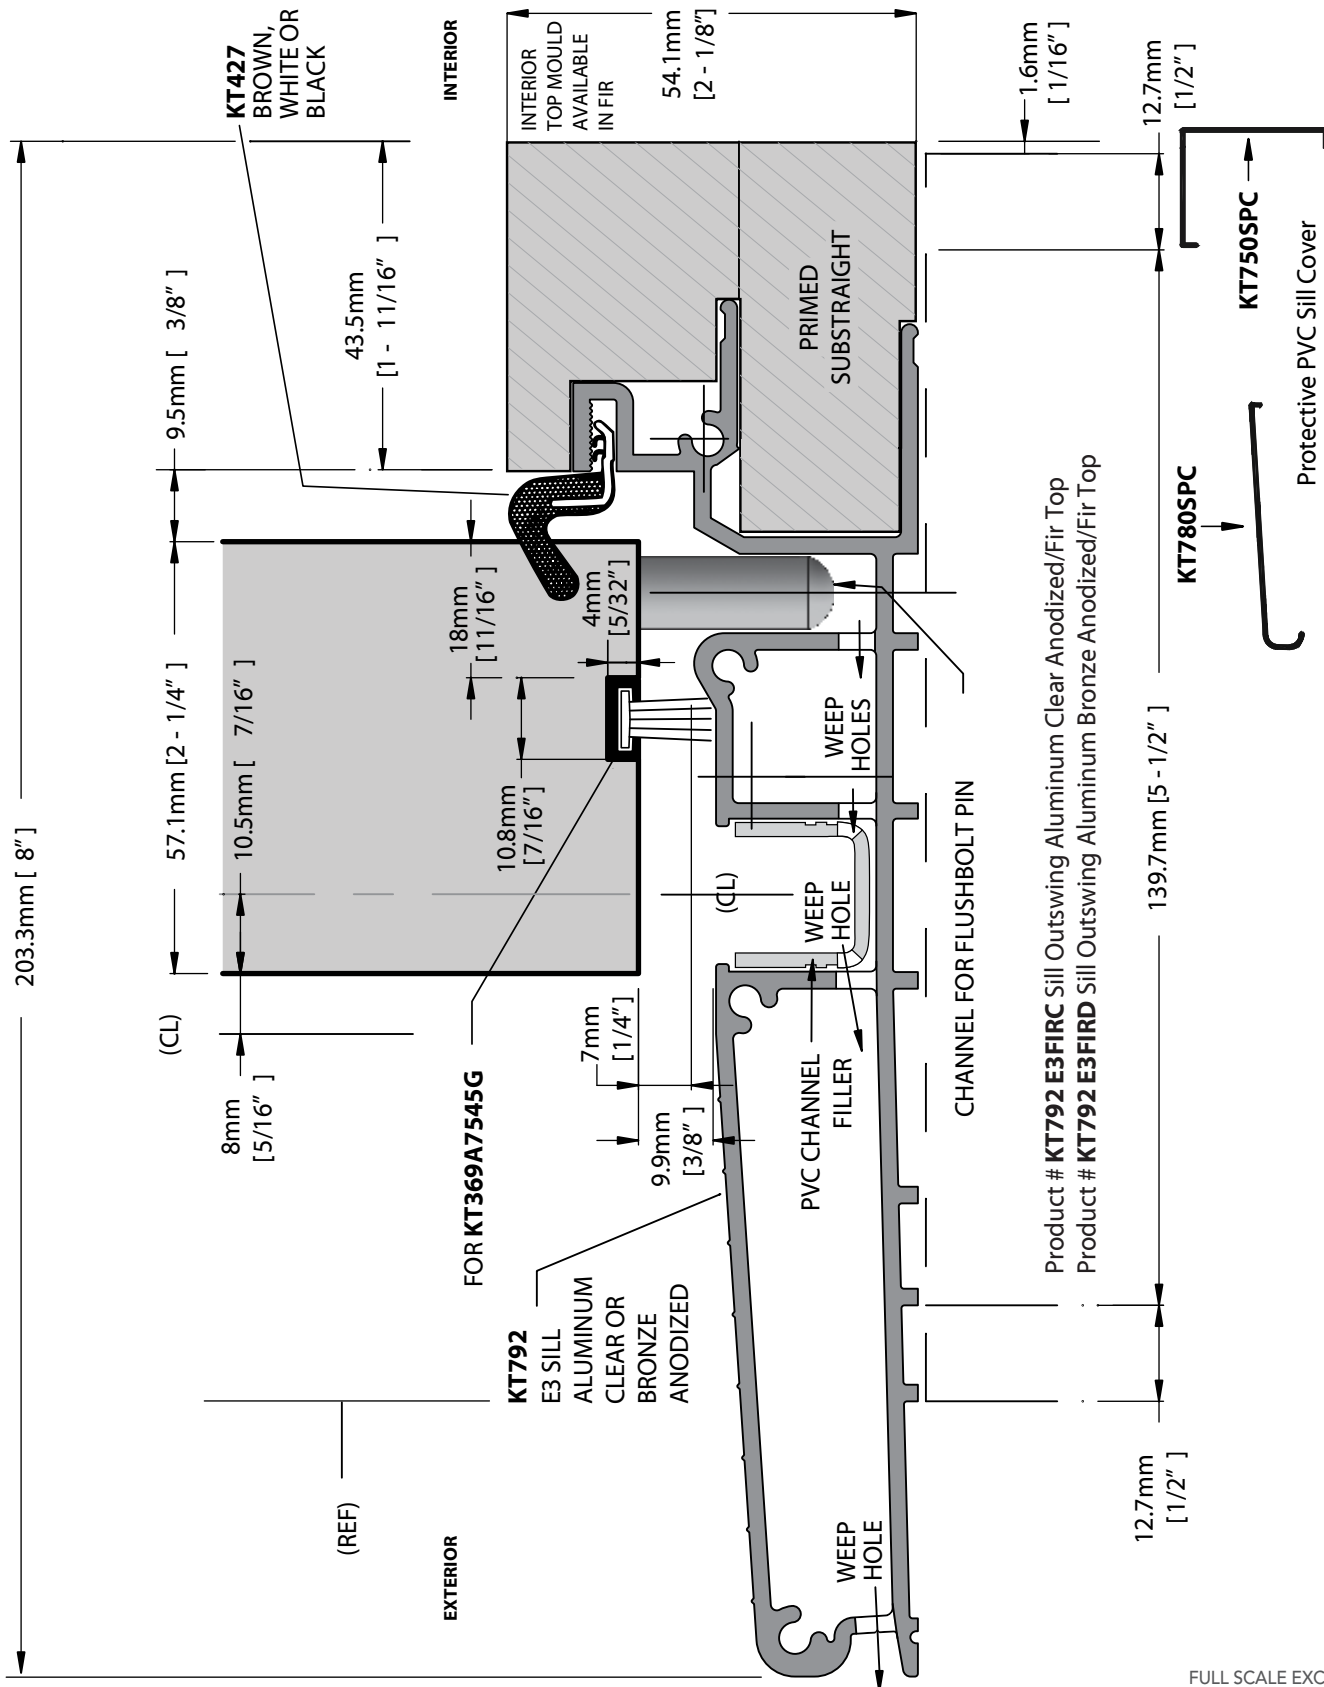 203.3mm [ 8" ]
KT427
BROWN,
WHITE OR
BLACK
INTERIOR
INTERIOR
TOP MOULD
AVAILABLE
IN FIR
54.1mm
[2 - 1/8"]
1.6mm
[ 1/16" ]
12.7mm
[1/2" ]
9.5mm [ 3/8" ]
43.5mm
[1 - 11/16" ]
57.1mm [2 - 1/4" ]
10.5mm [ 7/16" ]
(CL)
8mm
[5/16" ]
18mm
[11/16" ]
4mm
[5/32"]
10.8mm
[7/16"]
PRIMED
SUBSTRAIGHT
(CL)
WEEP
HOLES
WEEP
HOLE
7mm
[1/4"]
9.9mm
[3/8" ]
PVC CHANNEL
FILLER
CHANNEL FOR FLUSHBOLT PIN
FOR KT369A7545G
KT792
E3 SILL
ALUMINUM
CLEAR OR
BRONZE
ANODIZED
(REF)
EXTERIOR
WEEP
HOLE
Product # KT792 E3FIRC Sill Outswing Aluminum Clear Anodized/Fir Top
Product # KT792 E3FIRD Sill Outswing Aluminum Bronze Anodized/Fir Top
139.7mm [5 - 1/2" ]
12.7mm
[1/2" ]
KT780SPC
KT750SPC
Protective PVC Sill Cover
FULL SCALE EXC